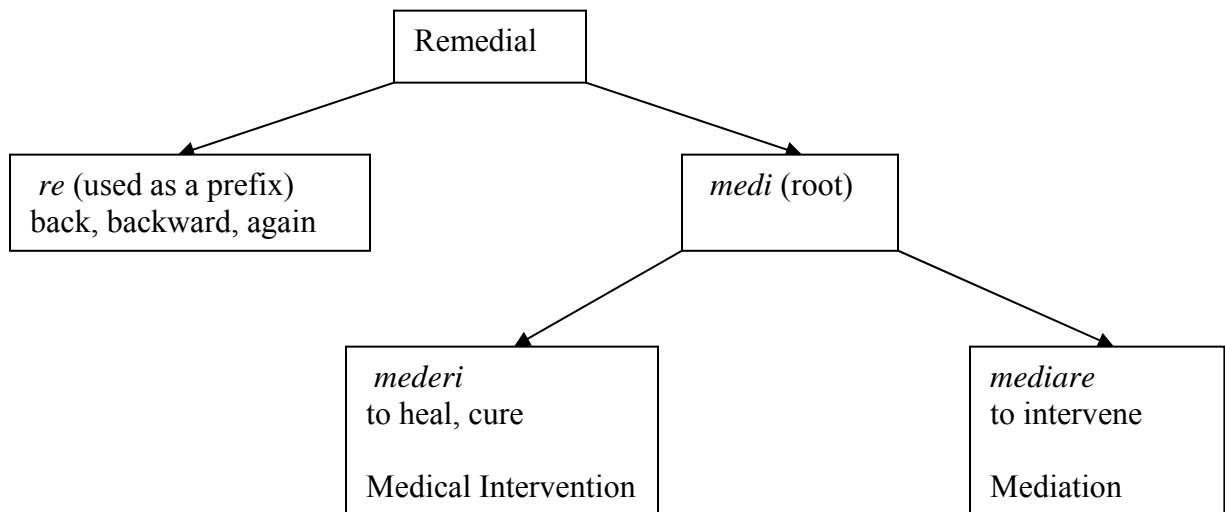 Remedial
re (used as a prefix)
back, backward, again
medi (root)
mederi
to heal, cure
Medical Intervention
mediare
to intervene
Mediation